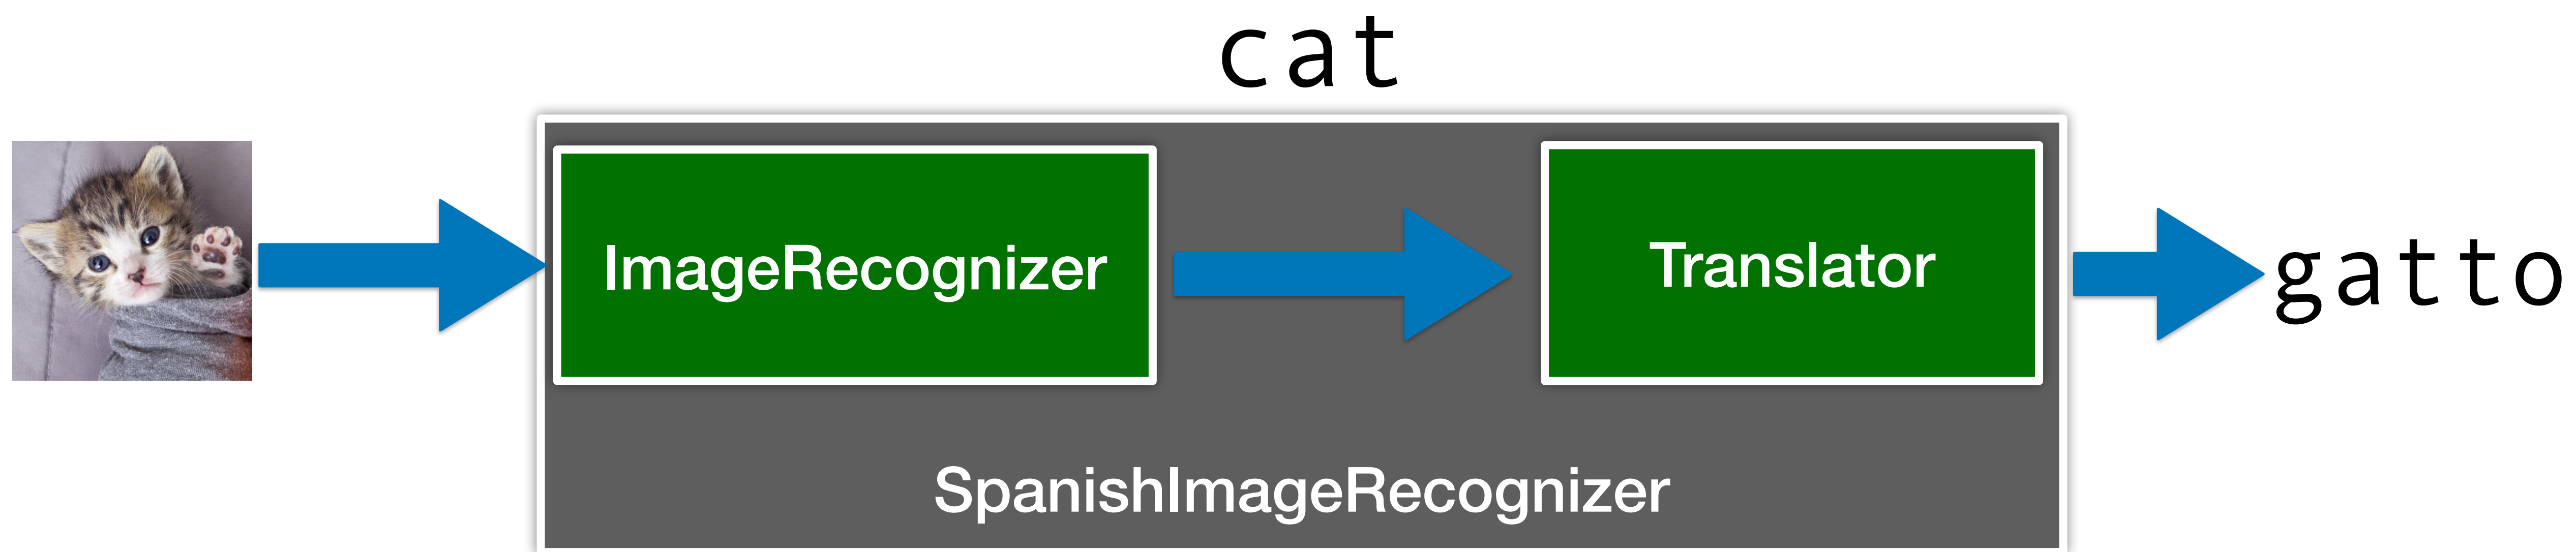 cat
ImageRecognizer
Translator
gatto
SpanishImageRecognizer